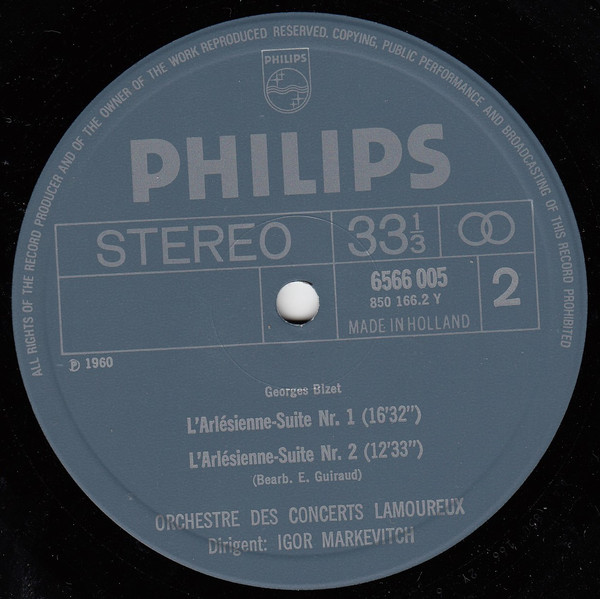 ALL RIGHTS OF THE RECORD PRODUCER AND OF THE OWNER OF THE WORK REPRODUCED RESERVED. COPYING, PUBLIC PERFORMANCE AND BROADCASTING OF THIS RECORD PROHIBITED
PHILIPS
PHILIPS
STEREO 33 1/3
6566 005
850 166.2 Y
2
MADE IN HOLLAND
℗ 1960
Georges Bizet
L'Arlésienne-Suite Nr. 1 (16'32")
L'Arlésienne-Suite Nr. 2 (12'33")
(Bearb. E. Guiraud)
ORCHESTRE DES CONCERTS LAMOUREUX
Dirigent: IGOR MARKEVITCH